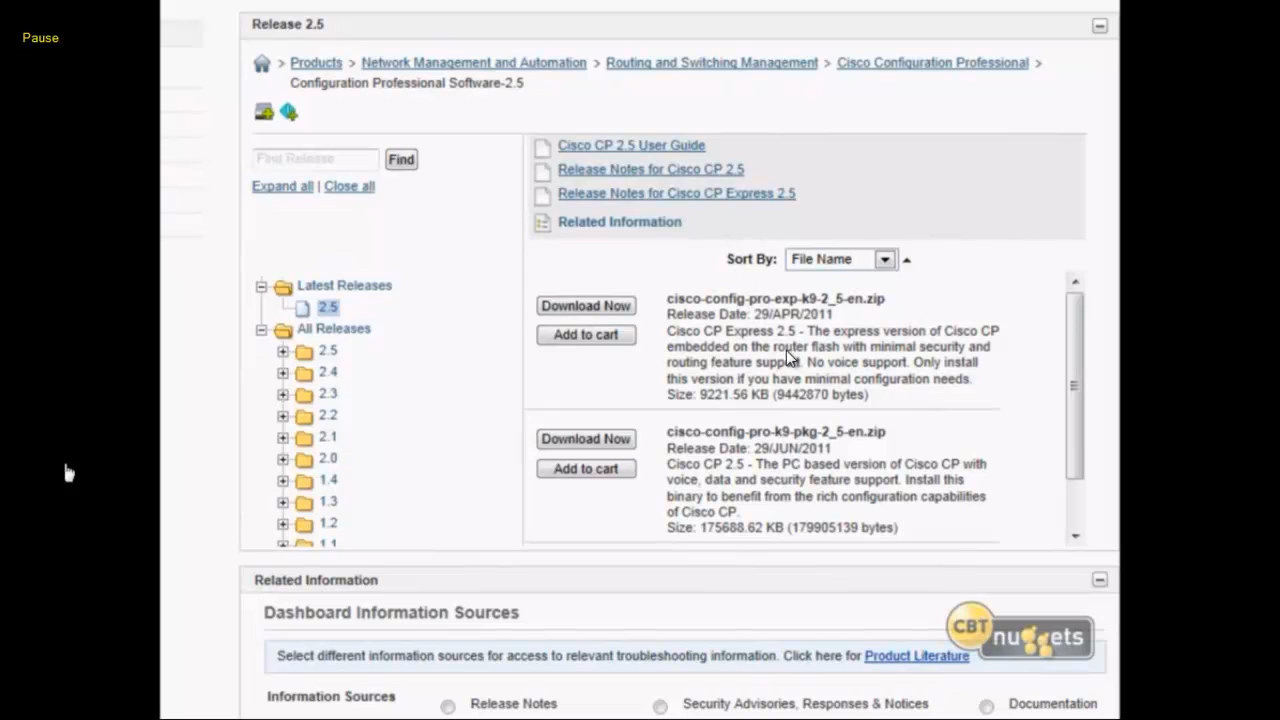 Pause
Release 2.5
> Products > Network Management and Automation > Routing and Switching Management > Cisco Configuration Professional >
Configuration Professional Software-2.5
Find Release
Find
Expand all | Close all
Latest Releases
2.5
All Releases
2.5
2.4
2.3
2.2
2.1
2.0
1.4
1.3
1.2
1.1
Cisco CP 2.5 User Guide
Release Notes for Cisco CP 2.5
Release Notes for Cisco CP Express 2.5
Related Information
Sort By: File Name
Download Now
Add to cart
cisco-config-pro-exp-k9-2_5-en.zip
Release Date: 29/APR/2011
Cisco CP Express 2.5 - The express version of Cisco CP
embedded on the router flash with minimal security and
routing feature support. No voice support. Only install
this version if you have minimal configuration needs.
Size: 9221.56 KB (9442870 bytes)
Download Now
Add to cart
cisco-config-pro-k9-pkg-2_5-en.zip
Release Date: 29/JUN/2011
Cisco CP 2.5 - The PC based version of Cisco CP with
voice, data and security feature support. Install this
binary to benefit from the rich configuration capabilities
of Cisco CP.
Size: 175688.62 KB (179905139 bytes)
Related Information
Dashboard Information Sources
CBT nuggets
Select different information sources for access to relevant troubleshooting information. Click here for Product Literature
Information Sources
Release Notes
Security Advisories, Responses & Notices
Documentation